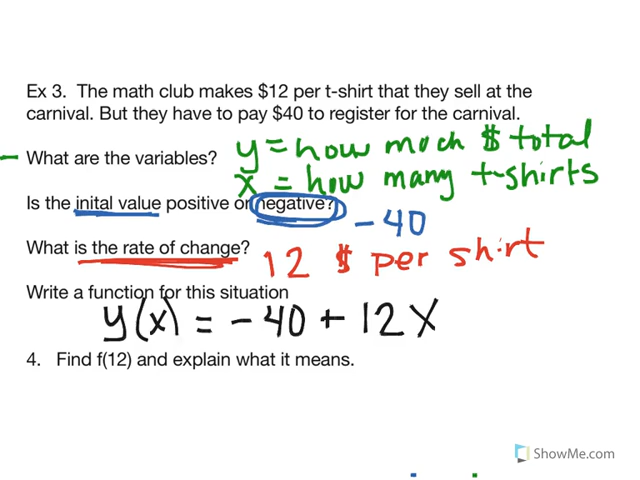 Ex 3. The math club makes $12 per t-shirt that they sell at the
carnival. But they have to pay $40 to register for the carnival.
y = how much $ total
What are the variables?
x = how many t-shirts
Is the inital value positive or negative? -40
What is the rate of change? 12 $ per shirt
Write a function for this situation
y(x) = -40 + 12X
4. Find f(12) and explain what it means.
ShowMe.com